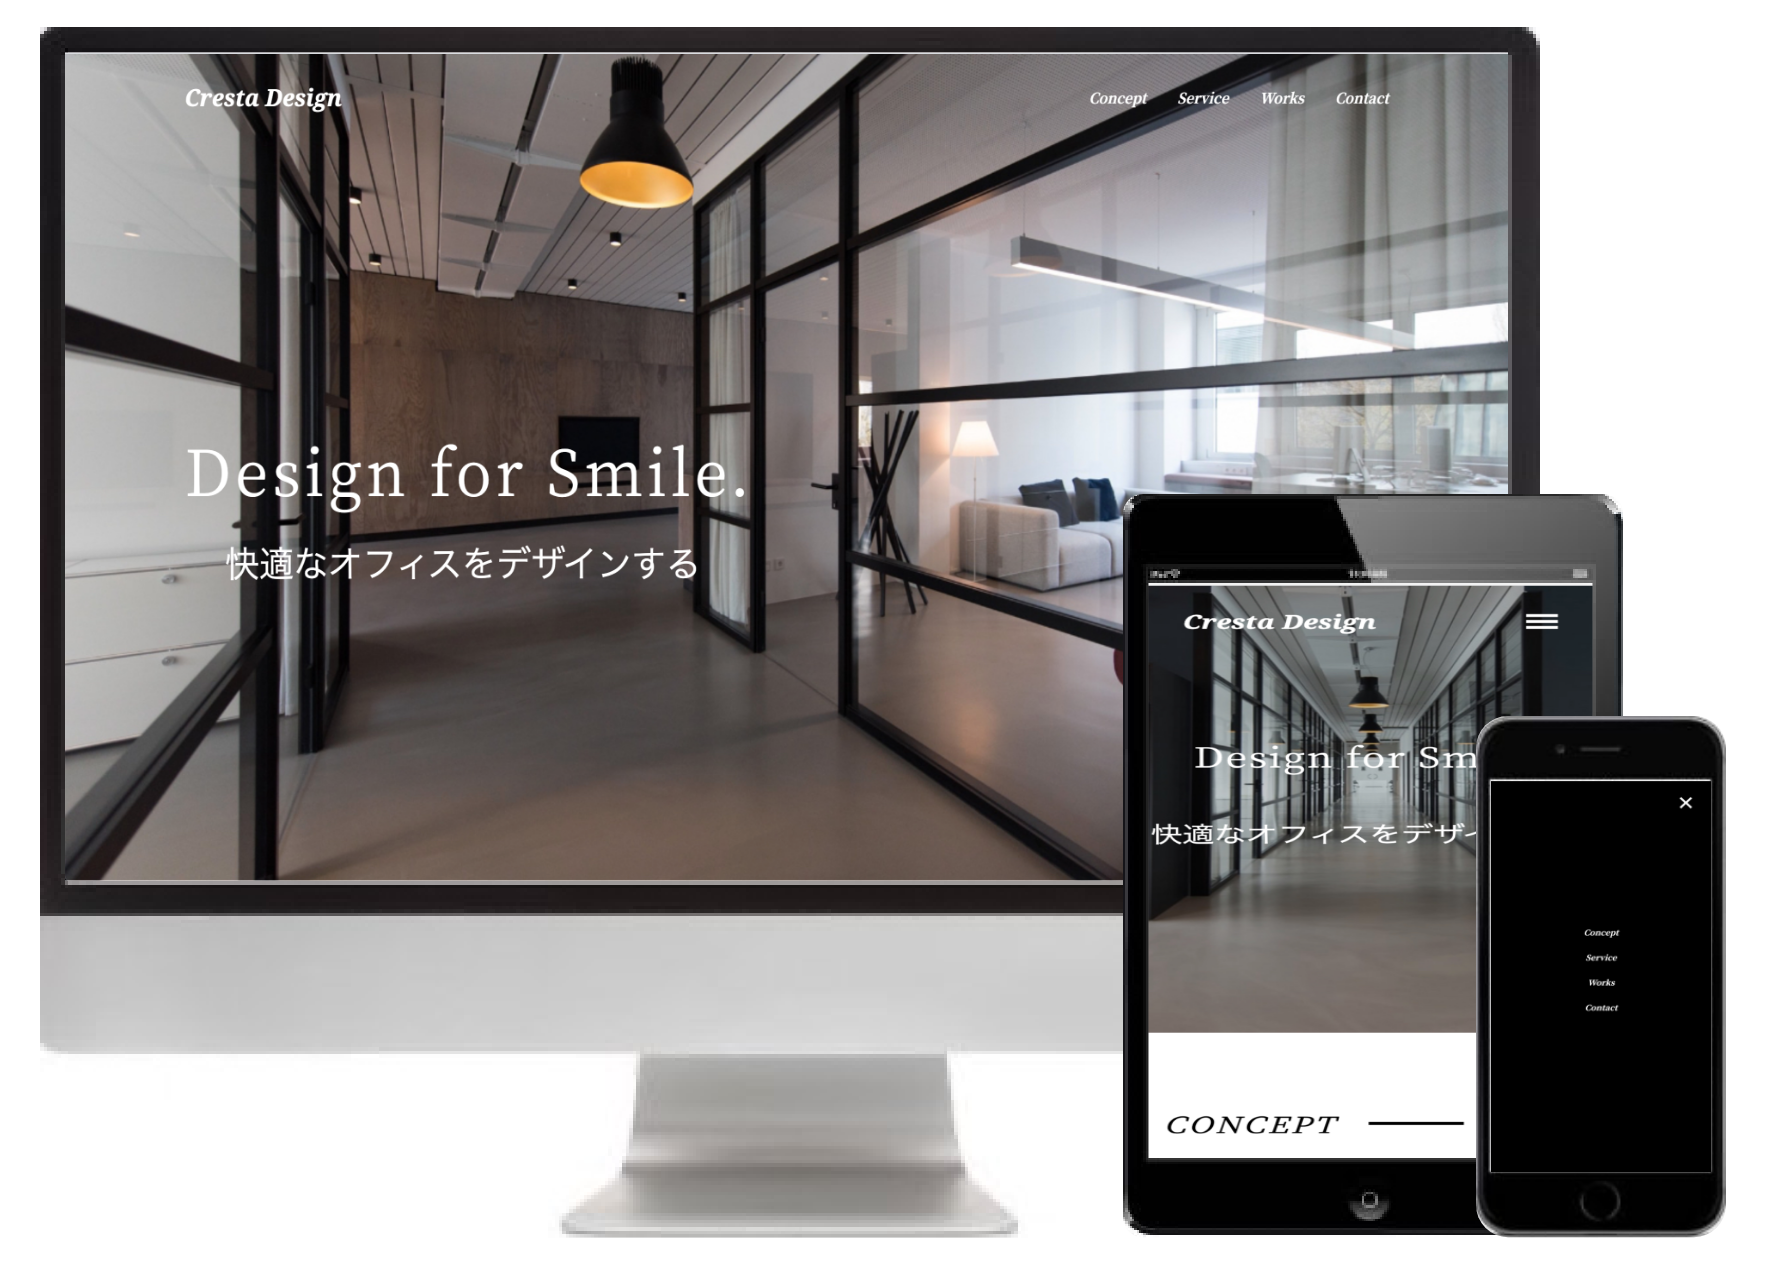 Cresta Design
Concept Service Works Contact
Design for Smile.
快適なオフィスをデザインする
Cresta Design
Design for Sm
快適なオフィスをデザイ
CONCEPT
Concept
Service
Works
Contact